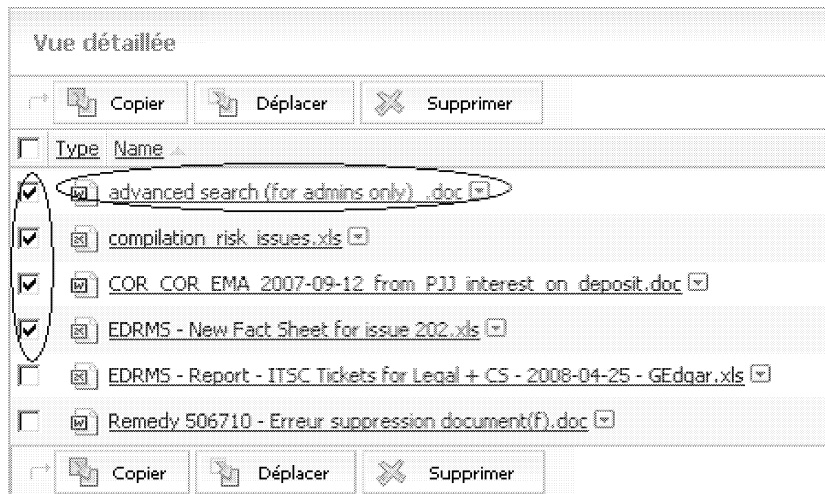 Vue détaillée
Copier Déplacer Supprimer
Type Name
advanced search (for admins only) .doc
compilation risk issues.xls
COR COR EMA 2007-09-12 from PJJ interest on deposit.doc
EDRMS - New Fact Sheet for issue 202.xls
EDRMS - Report - ITSC Tickets for Legal + CS - 2008-04-25 - GEdgar.xls
Remedy 506710 - Erreur suppression document(f).doc
Copier Déplacer Supprimer